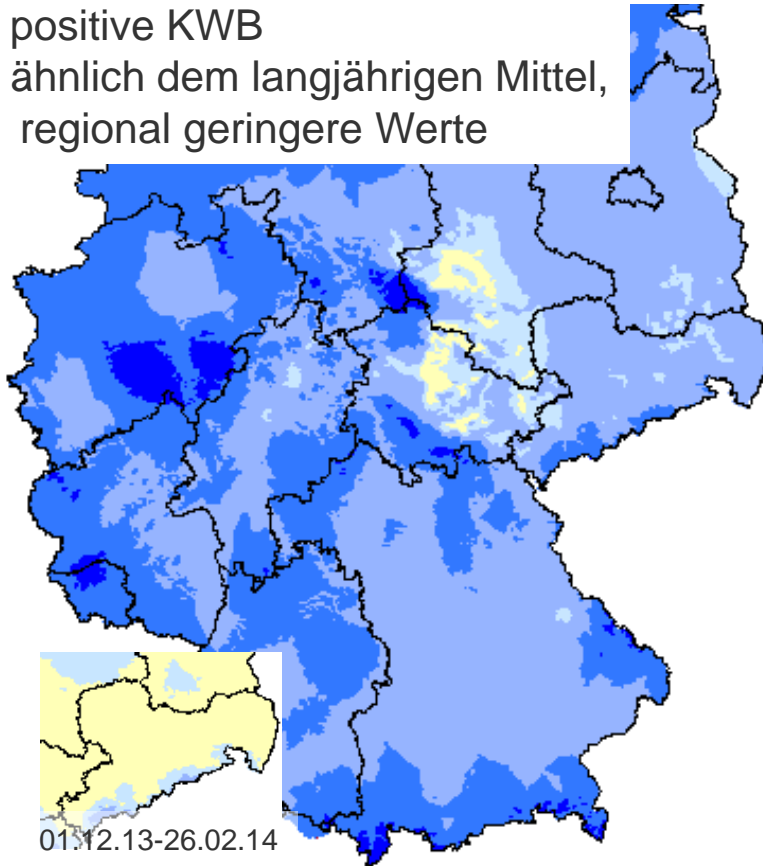 positive KWB
ähnlich dem langjährigen Mittel,
regional geringere Werte
01.12.13-26.02.14